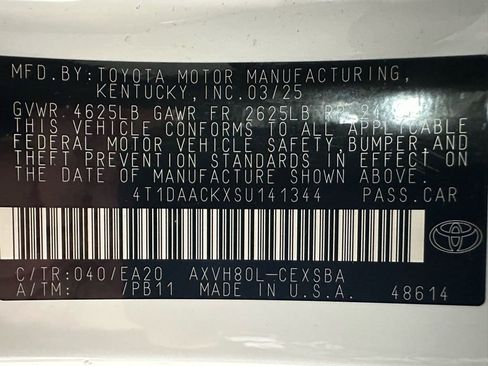 MFD.BY:TOYOTA MOTOR MANUFACTURING,
KENTUCKY, INC. 03/25
GVWR 4625LB GAWR FR 2625LB RR
THIS VEHICLE CONFORMS TO ALL APPLICABLE
FEDERAL MOTOR VEHICLE SAFETY,BUMPER,AND
THEFT PREVENTION STANDARDS IN EFFECT ON
THE DATE OF MANUFACTURE SHOWN ABOVE.
4T1DAACKXSU141344 PASS.CAR
C/TR:040/EA20 AXVH80L-CEXSBA
A/TM: /PB11 MADE IN U.S.A. 48614